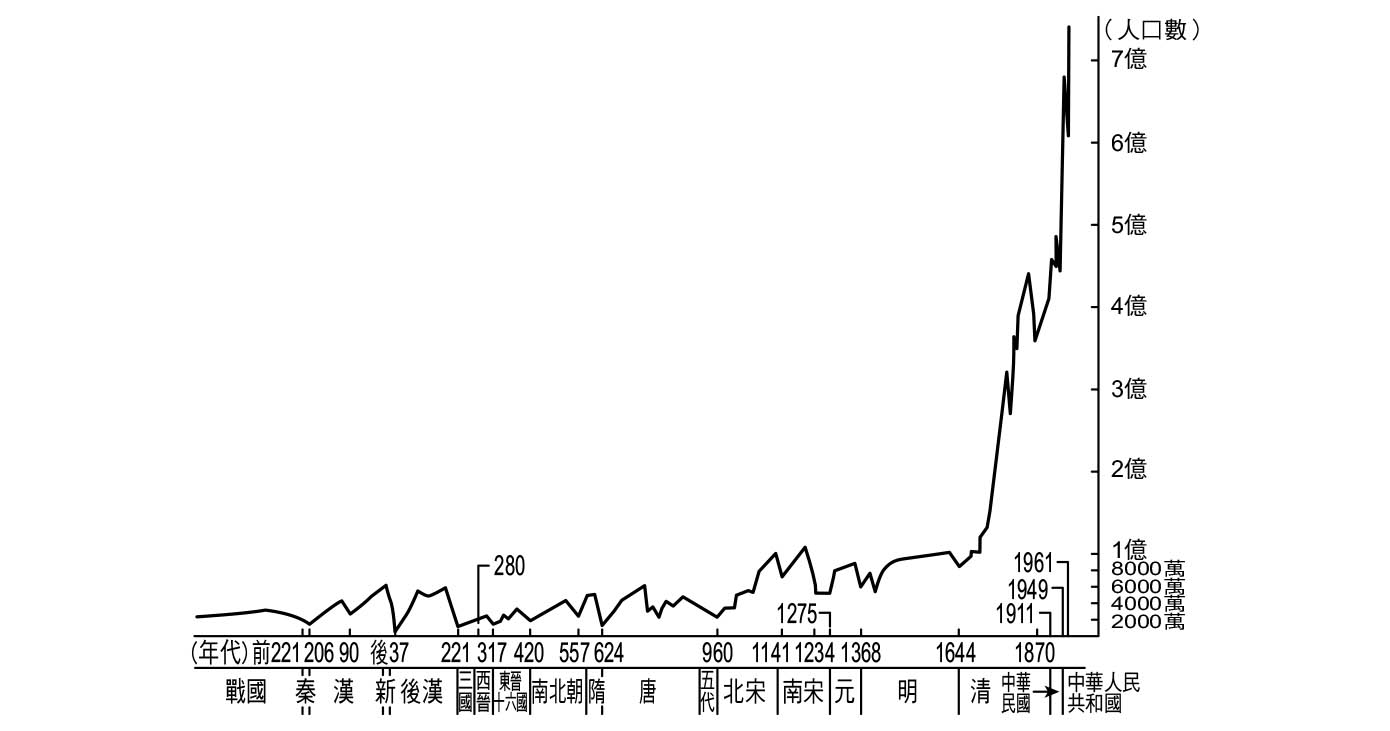 （人口數）
7億
6億
5億
4億
3億
2億
1億
8000萬
6000萬
4000萬
2000萬
280
1275
1961
1949
1911
（年代）前221 206 90 後37 221 317 420 557 624 960 1141 1234 1368 1644 1870
戰國 秦 漢 新 後漢 三國 西晉 東晉十六國 南北朝 隋 唐 五代 北宋 南宋 元 明 清 中華民國 中華人民共和國